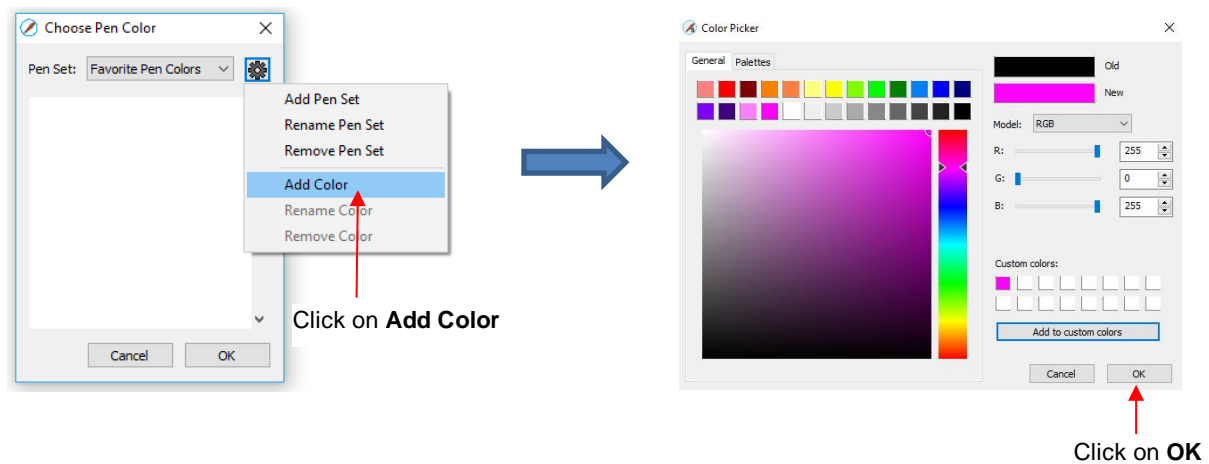 Choose Pen Color
Pen Set: Favorite Pen Colors
Add Pen Set
Rename Pen Set
Remove Pen Set
Add Color
Rename Color
Remove Color
Click on Add Color
Cancel OK
Color Picker
General Palettes
Old
New
Model: RGB
R: 255
G: 0
B: 255
Custom colors:
Add to custom colors
Cancel OK
Click on OK